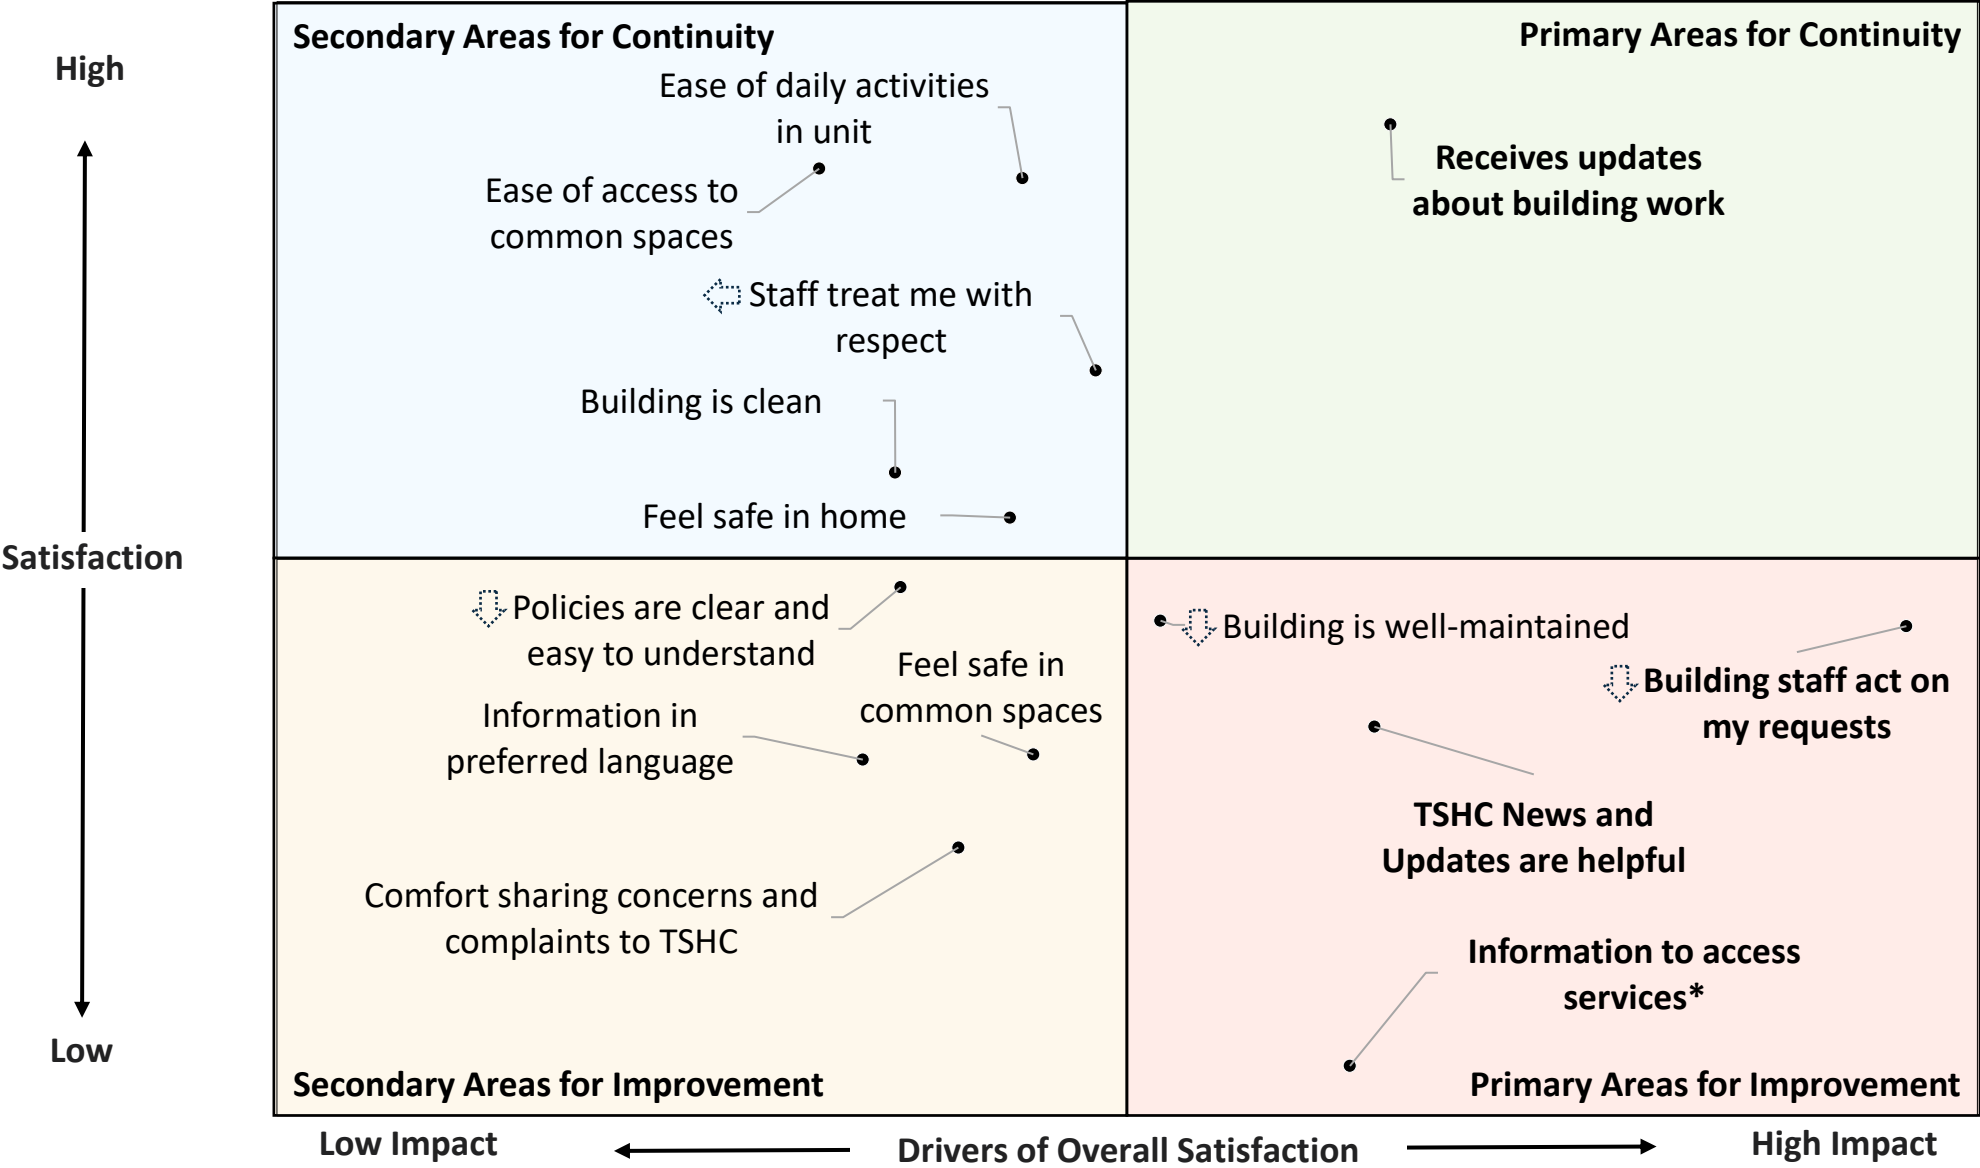 High
Satisfaction
Low
Secondary Areas for Continuity
Ease of daily activities
in unit
Ease of access to
common spaces
Staff treat me with
respect
Building is clean
Feel safe in home
Primary Areas for Continuity
Receives updates
about building work
Policies are clear and
easy to understand
Feel safe in
common spaces
Information in
preferred language
Comfort sharing concerns and
complaints to TSHC
Secondary Areas for Improvement
Building is well-maintained
Building staff act on
my requests
TSHC News and
Updates are helpful
Information to access
services*
Primary Areas for Improvement
Low Impact
Drivers of Overall Satisfaction
High Impact